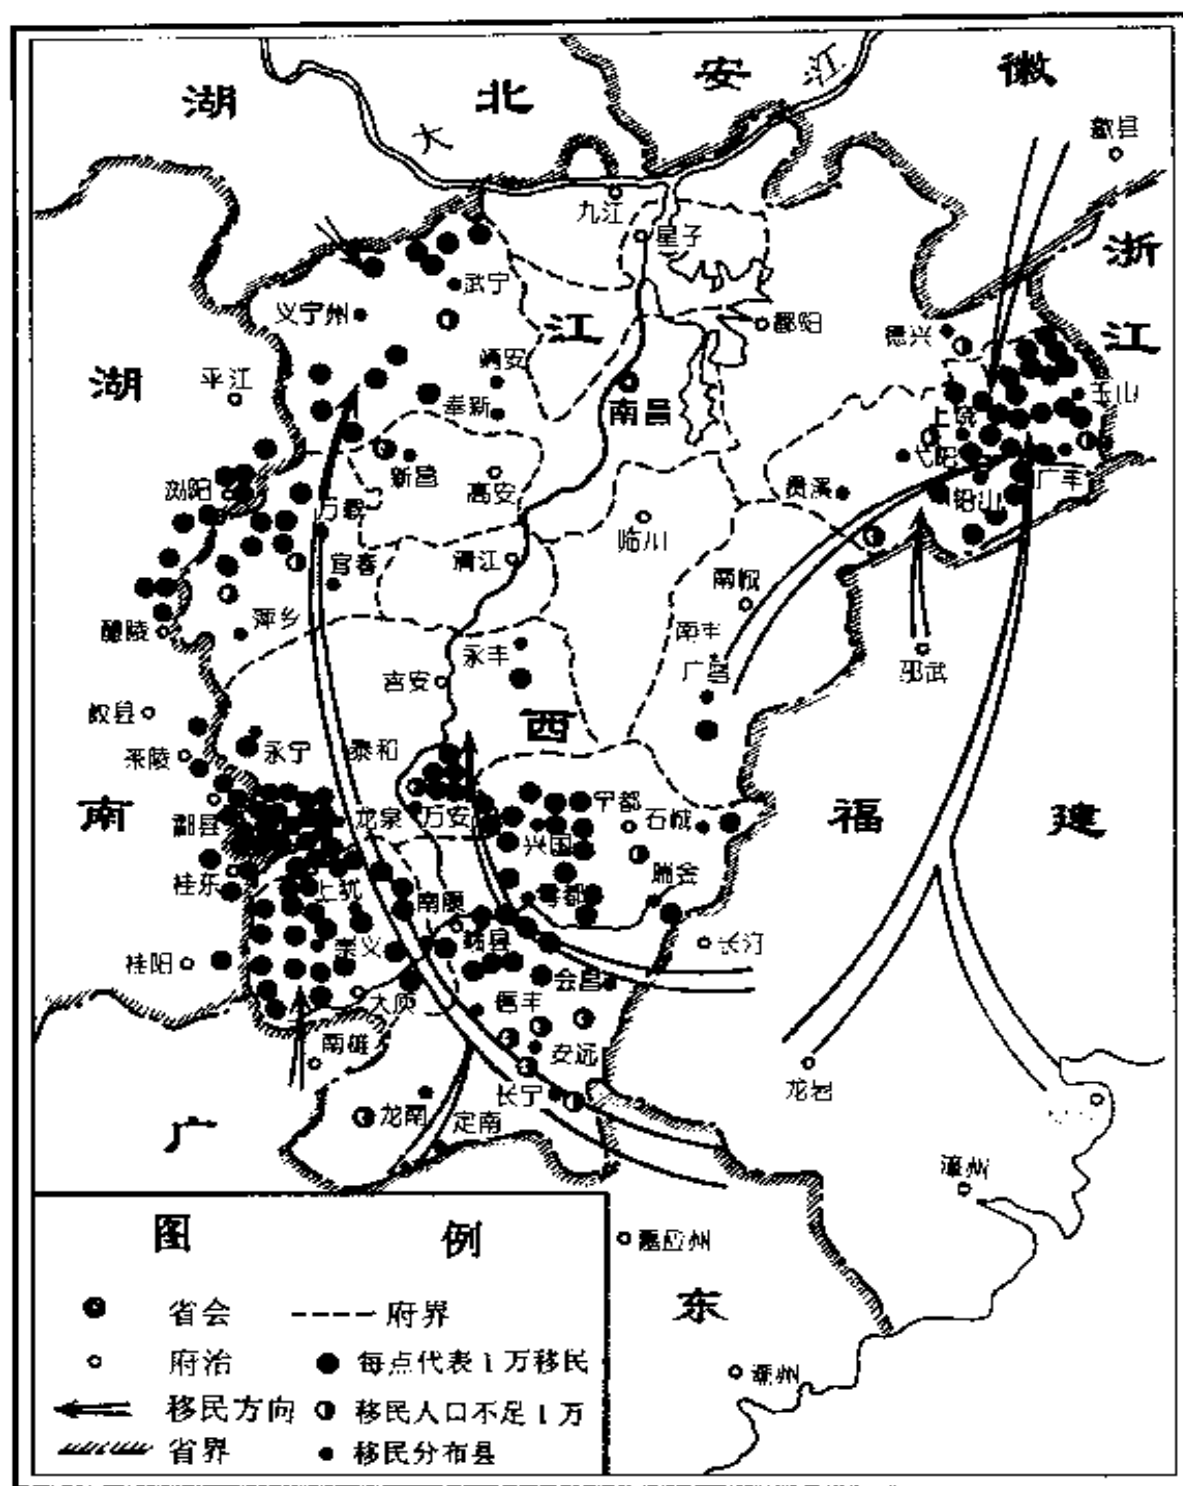 湖
北
安
徽
大
江
歙县
九江
星子
浙
江
武宁
义宁州
江
鄱阳
德兴
湖
平江
靖安
南昌
玉山
奉新
上饶
浏阳
新昌
高安
弋阳
贵溪
铅山
广丰
万载
临川
宜春
清江
醴陵
萍乡
南丰
永丰
广昌
邵武
吉安
攸县
西
茶陵
永宁
泰和
南
酃县
龙泉
万安
宁都
石城
福
建
兴国
桂东
上犹
南康
雩都
瑞金
崇义
赣县
长汀
桂阳
会昌
大庾
信丰
南雄
安远
长宁
龙岩
广
龙南
定南
漳州
图 例
嘉应州
省会
府界
东
府治
每点代表1万移民
潮州
移民方向
移民人口不足1万
省界
移民分布县